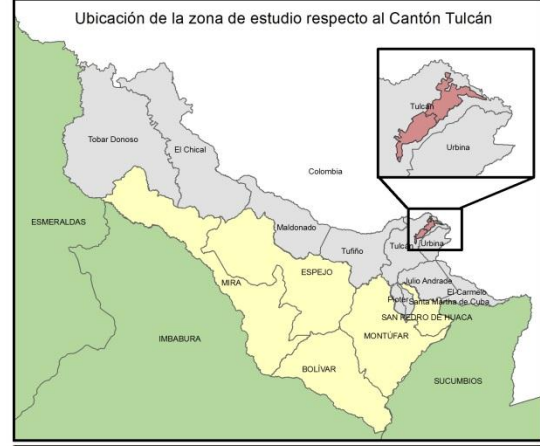 Ubicación de la zona de estudio respecto al Cantón Tulcán
Tulcán
Urbina
Tobar Donoso
El Chical
Colombia
ESMERALDAS
Maldonado
Tufiño
Tulcán
Urbina
MIRA
ESPEJO
Julio Andrade
El Carmelo
Pioter
Santa Martha de Cuba
SAN PEDRO DE HUACA
IMBABURA
MONTÚFAR
BOLÍVAR
SUCUMBIOS